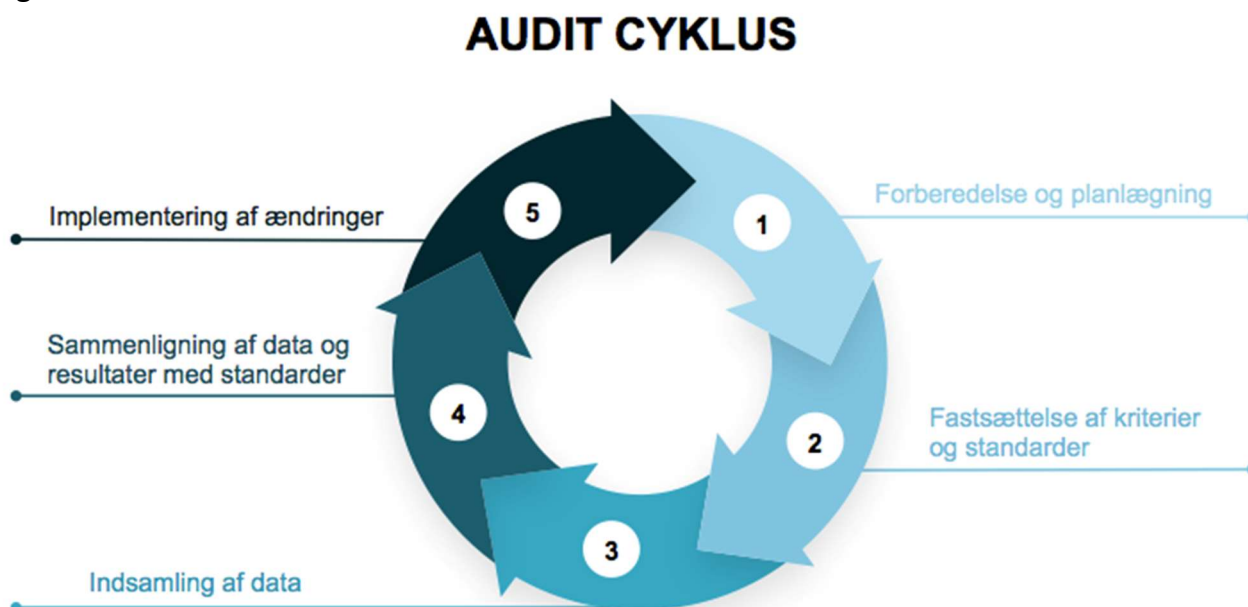 AUDIT CYKLUS
1
Forberedelse og planlægning
2
Fastsættelse af kriterier
og standarder
3
Indsamling af data
4
Sammenligning af data og
resultater med standarder
5
Implementering af ændringer